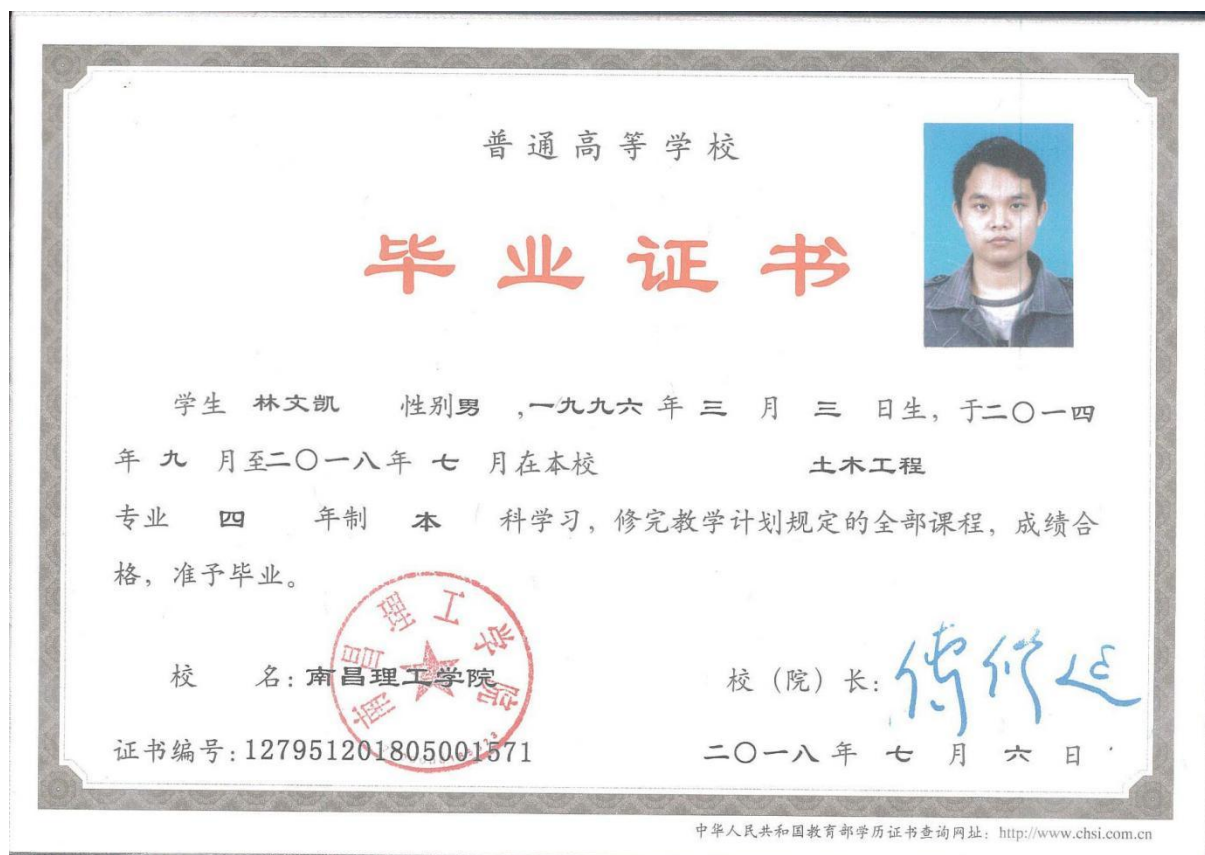 普通高等学校
毕业证书
学生 林文凯 性别男 ,一九九六 年 三 月 三 日生, 于二〇一四
年 九 月至二〇一八年 七 月在本校 土木工程
专业 四 年制 本 科学习, 修完教学计划规定的全部课程, 成绩合
格, 准予毕业。
南昌理工学院
校 名: 南昌理工学院 校 (院) 长:
证书编号: 127951201805001571 二〇一八年 七 月 六 日
中华人民共和国教育部学历证书查询网址: http://www.chsi.com.cn